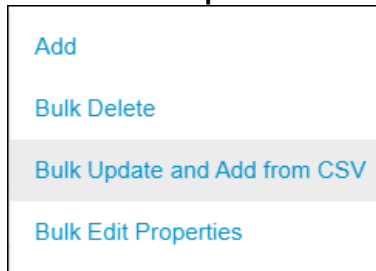 Add
Bulk Delete
Bulk Update and Add from CSV
Bulk Edit Properties